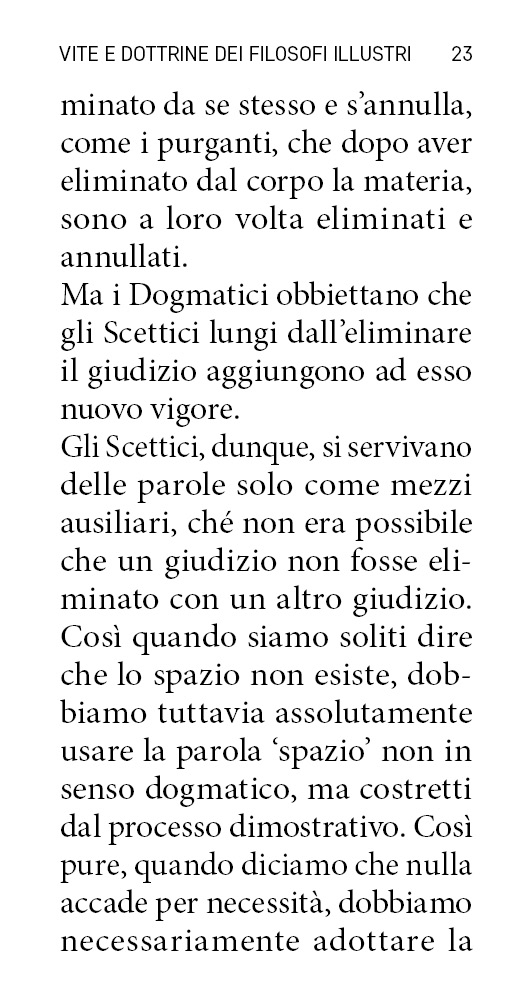 VITE E DOTTRINE DEI FILOSOFI ILLUSTRI 23
minato da se stesso e s’annulla,
come i purganti, che dopo aver
eliminato dal corpo la materia,
sono a loro volta eliminati e
annullati.
Ma i Dogmatici obbiettano che
gli Scettici lungi dall’eliminare
il giudizio aggiungono ad esso
nuovo vigore.
Gli Scettici, dunque, si servivano
delle parole solo come mezzi
ausiliari, ché non era possibile
che un giudizio non fosse eli-
minato con un altro giudizio.
Così quando siamo soliti dire
che lo spazio non esiste, dob-
biamo tuttavia assolutamente
usare la parola ‘spazio’ non in
senso dogmatico, ma costretti
dal processo dimostrativo. Così
pure, quando diciamo che nulla
accade per necessità, dobbiamo
necessariamente adottare la